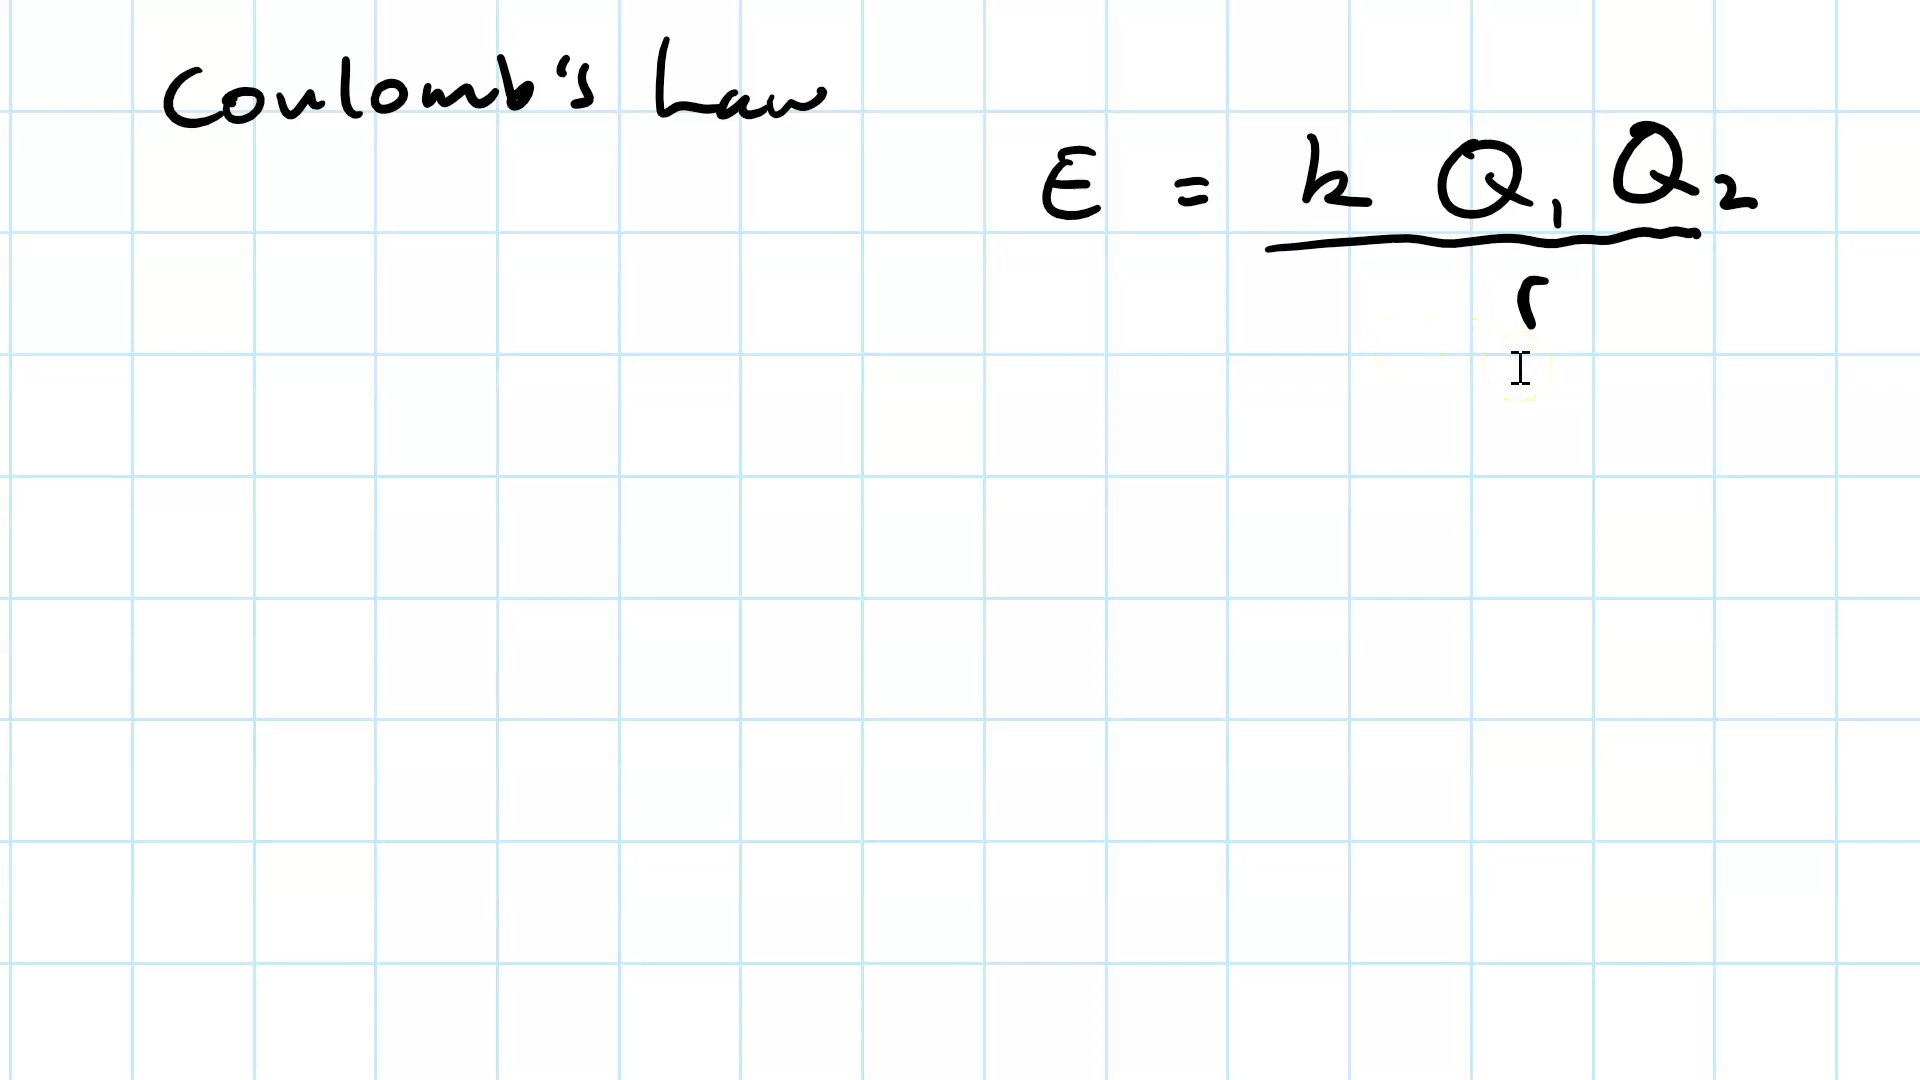 Coulomb's Law
E = k Q₁ Q₂
r